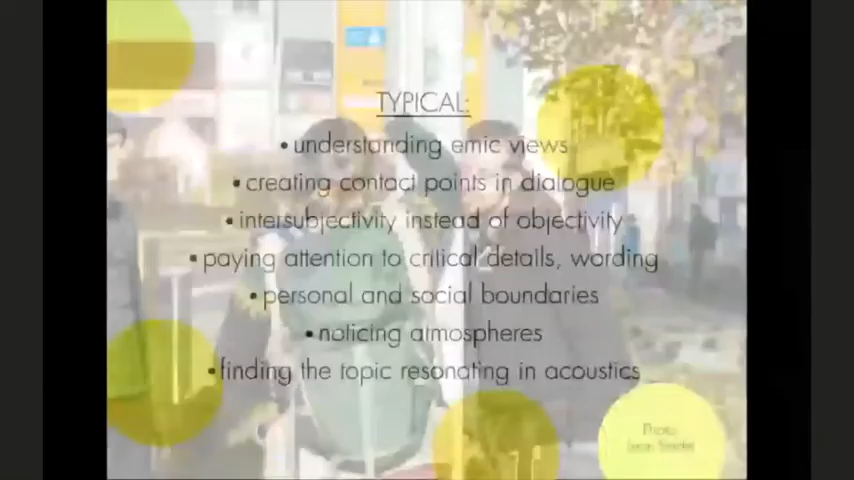 TYPICAL:
• understanding emic views
• creating contact points in dialogue
• intersubjectivity instead of objectivity
• paying attention to critical details, wording
• personal and social boundaries
• noticing atmospheres
• finding the topic resonating in acoustics
Photo: